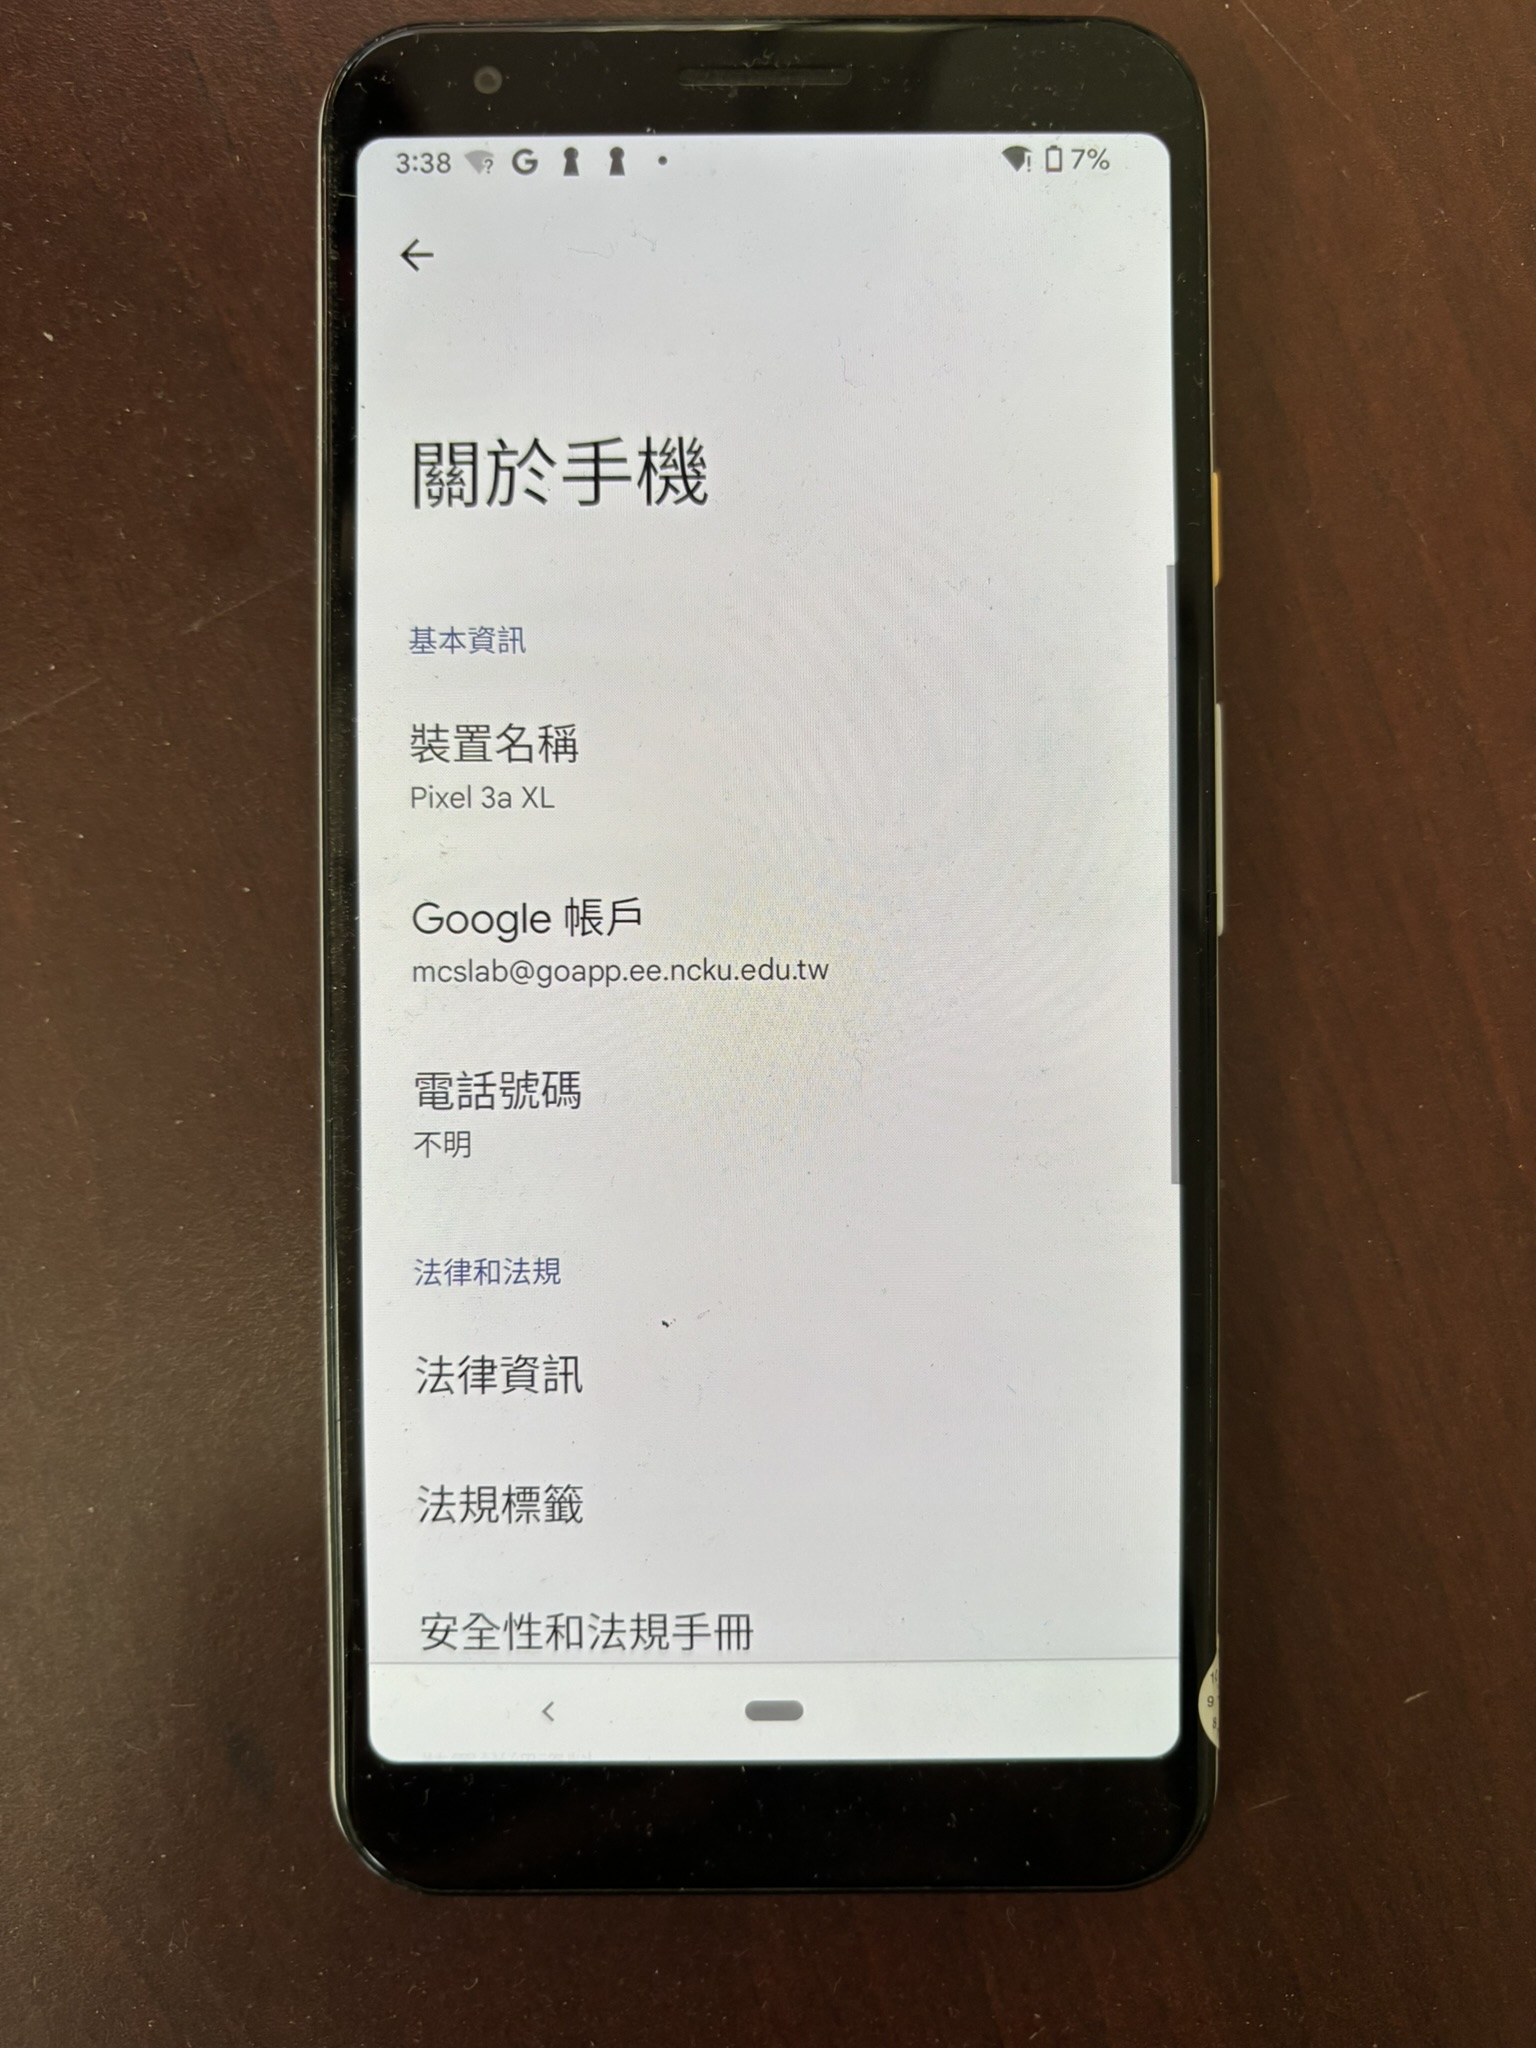 3:38 G 7%
關於手機
基本資訊
裝置名稱
Pixel 3a XL
Google 帳戶
mcslab@goapp.ee.ncku.edu.tw
電話號碼
不明
法律和法規
法律資訊
法規標籤
安全性和法規手冊